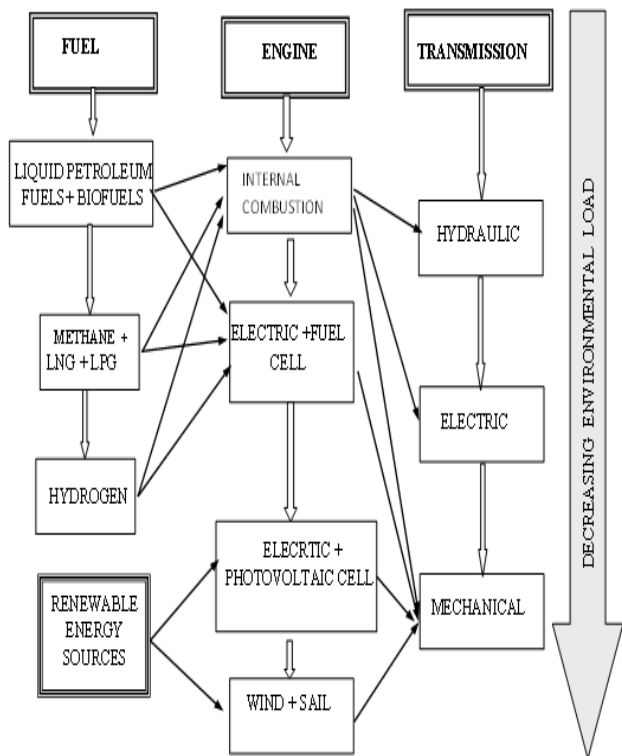 FUEL
ENGINE
TRANSMISSION
LIQUID PETROLEUM
FUELS+ BIOFUELS
INTERNAL
COMBUSTION
HYDRAULIC
METHANE +
LNG + LPG
ELECTRIC +FUEL
CELL
ELECTRIC
HYDROGEN
ELECRTIC +
PHOTOVOLTAIC CELL
RENEWABLE
ENERGY
SOURCES
MECHANICAL
WIND + SAIL
DECREASING ENVIRONMENTAL LOAD